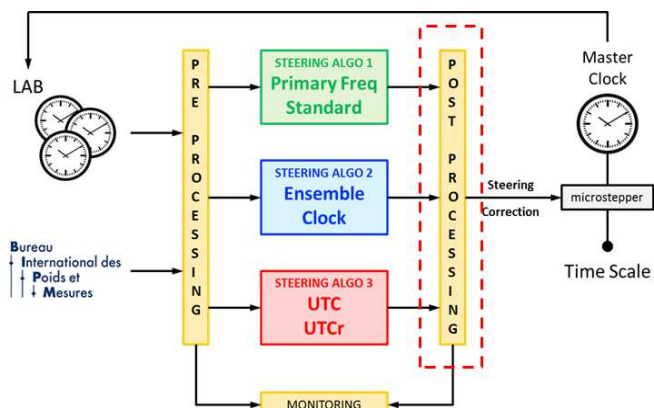 LAB
Bureau
International des
Poids et
Mesures
PRE PROCESSING
STEERING ALGO 1
Primary Freq
Standard
STEERING ALGO 2
Ensemble
Clock
STEERING ALGO 3
UTC
UTCr
POST PROCESSING
Steering
Correction
Master
Clock
microstepper
Time Scale
MONITORING